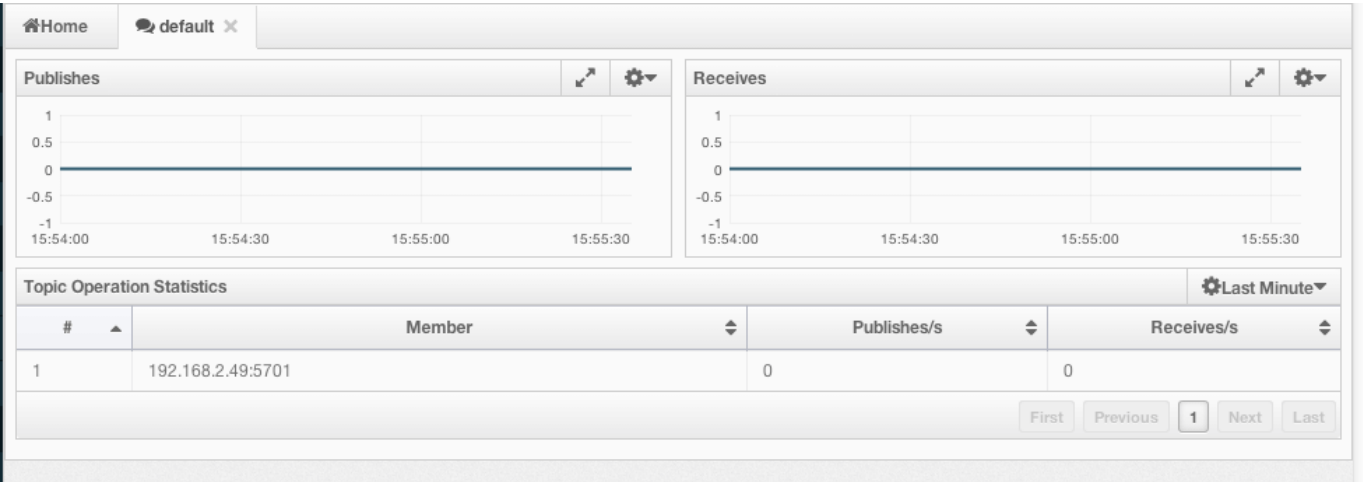 Home default
Publishes
1
0.5
0
-0.5
-1
15:54:00 15:54:30 15:55:00 15:55:30
Receives
1
0.5
0
-0.5
-1
15:54:00 15:54:30 15:55:00 15:55:30
Topic Operation Statistics Last Minute
# Member Publishes/s Receives/s
1 192.168.2.49:5701 0 0
First Previous 1 Next Last